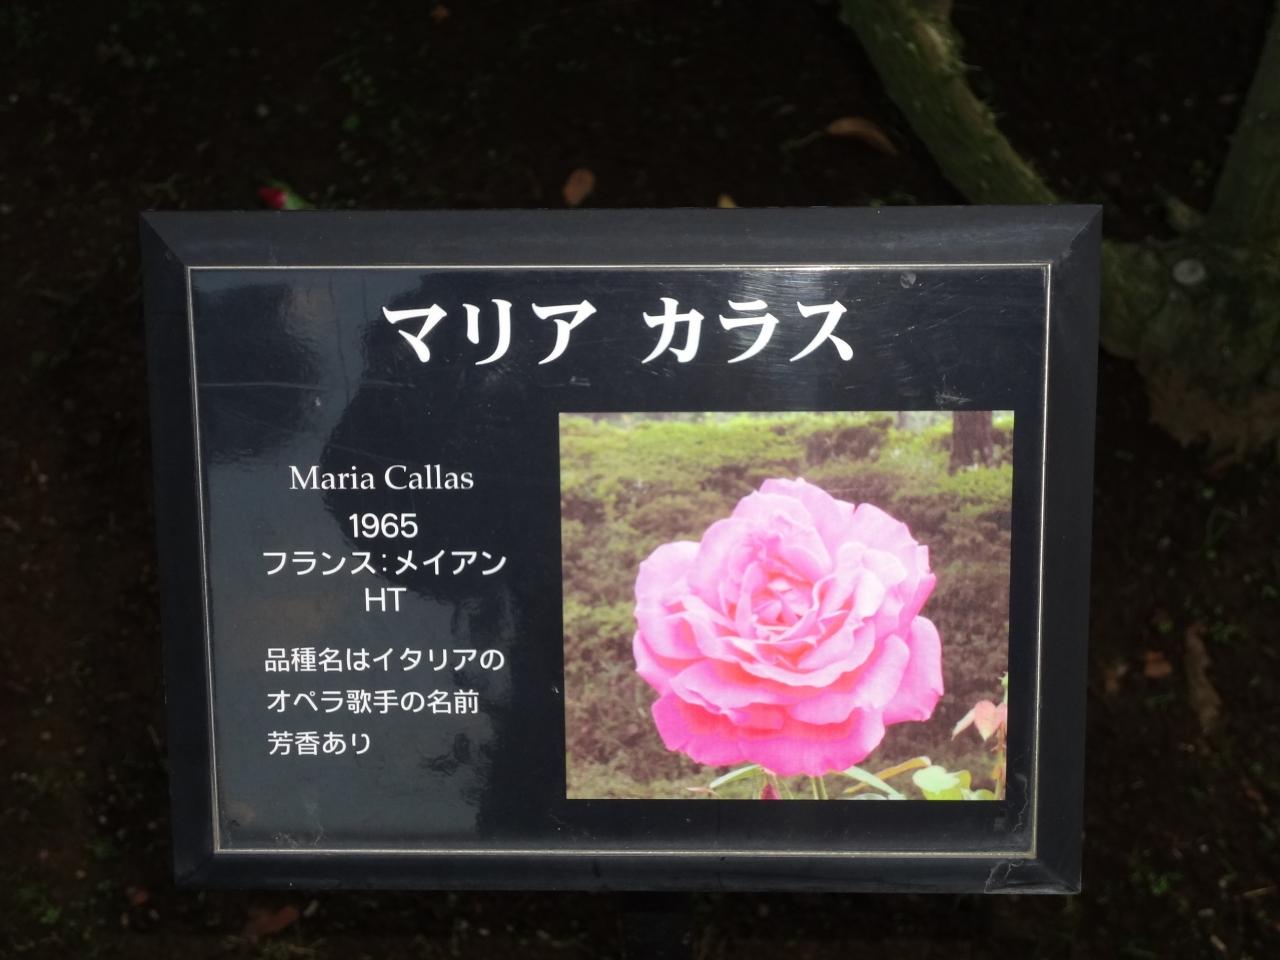 マリア カラス
Maria Callas
1965
フランス:メイアン
HT
品種名はイタリアの
オペラ歌手の名前
芳香あり